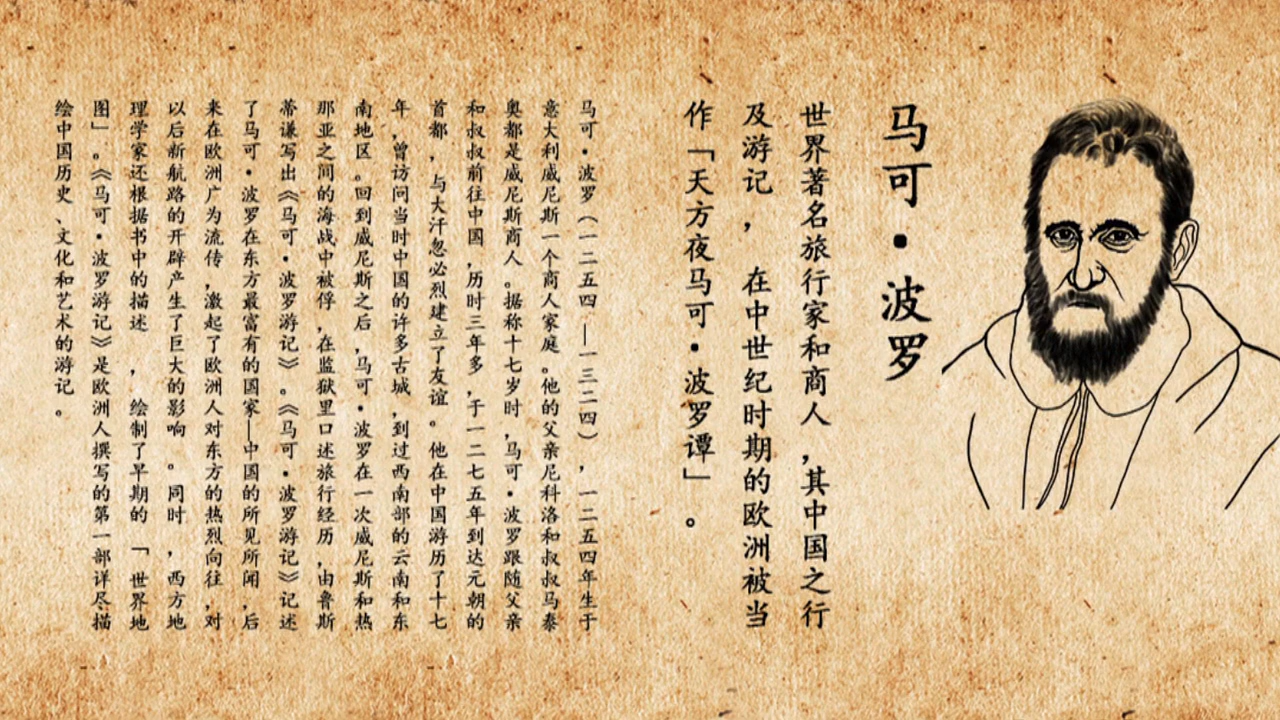 马可·波罗
世界著名旅行家和商人,其中国之行
及游记,在中世纪时期的欧洲被当
作「天方夜马可·波罗谭」。
马可·波罗(一二五四—一三二四),一二五四年生于
意大利威尼斯一个商人家庭。他的父亲尼科洛和叔叔马泰
奥都是威尼斯商人。据称十七岁时,马可·波罗跟随父亲
和叔叔前往中国,历时三年多,于一二七五年到达元朝的
首都,与大汗忽必烈建立了友谊。他在中国游历了十七
年,曾访问当时中国的许多古城,到过西南部的云南和东
南地区。回到威尼斯之后,马可·波罗在一次威尼斯和热
那亚之间的海战中被俘,在监狱里口述旅行经历,由鲁斯
蒂谦写出《马可·波罗游记》。《马可·波罗游记》记述
了马可·波罗在东方最富有的国家—中国的所见所闻,后
来在欧洲广为流传,激起了欧洲人对东方的热烈向往,对
以后新航路的开辟产生了巨大的影响。同时,西方地
理学家还根据书中的描述,绘制了早期的「世界地
图」。《马可·波罗游记》是欧洲人撰写的第一部详尽描
绘中国历史、文化和艺术的游记。